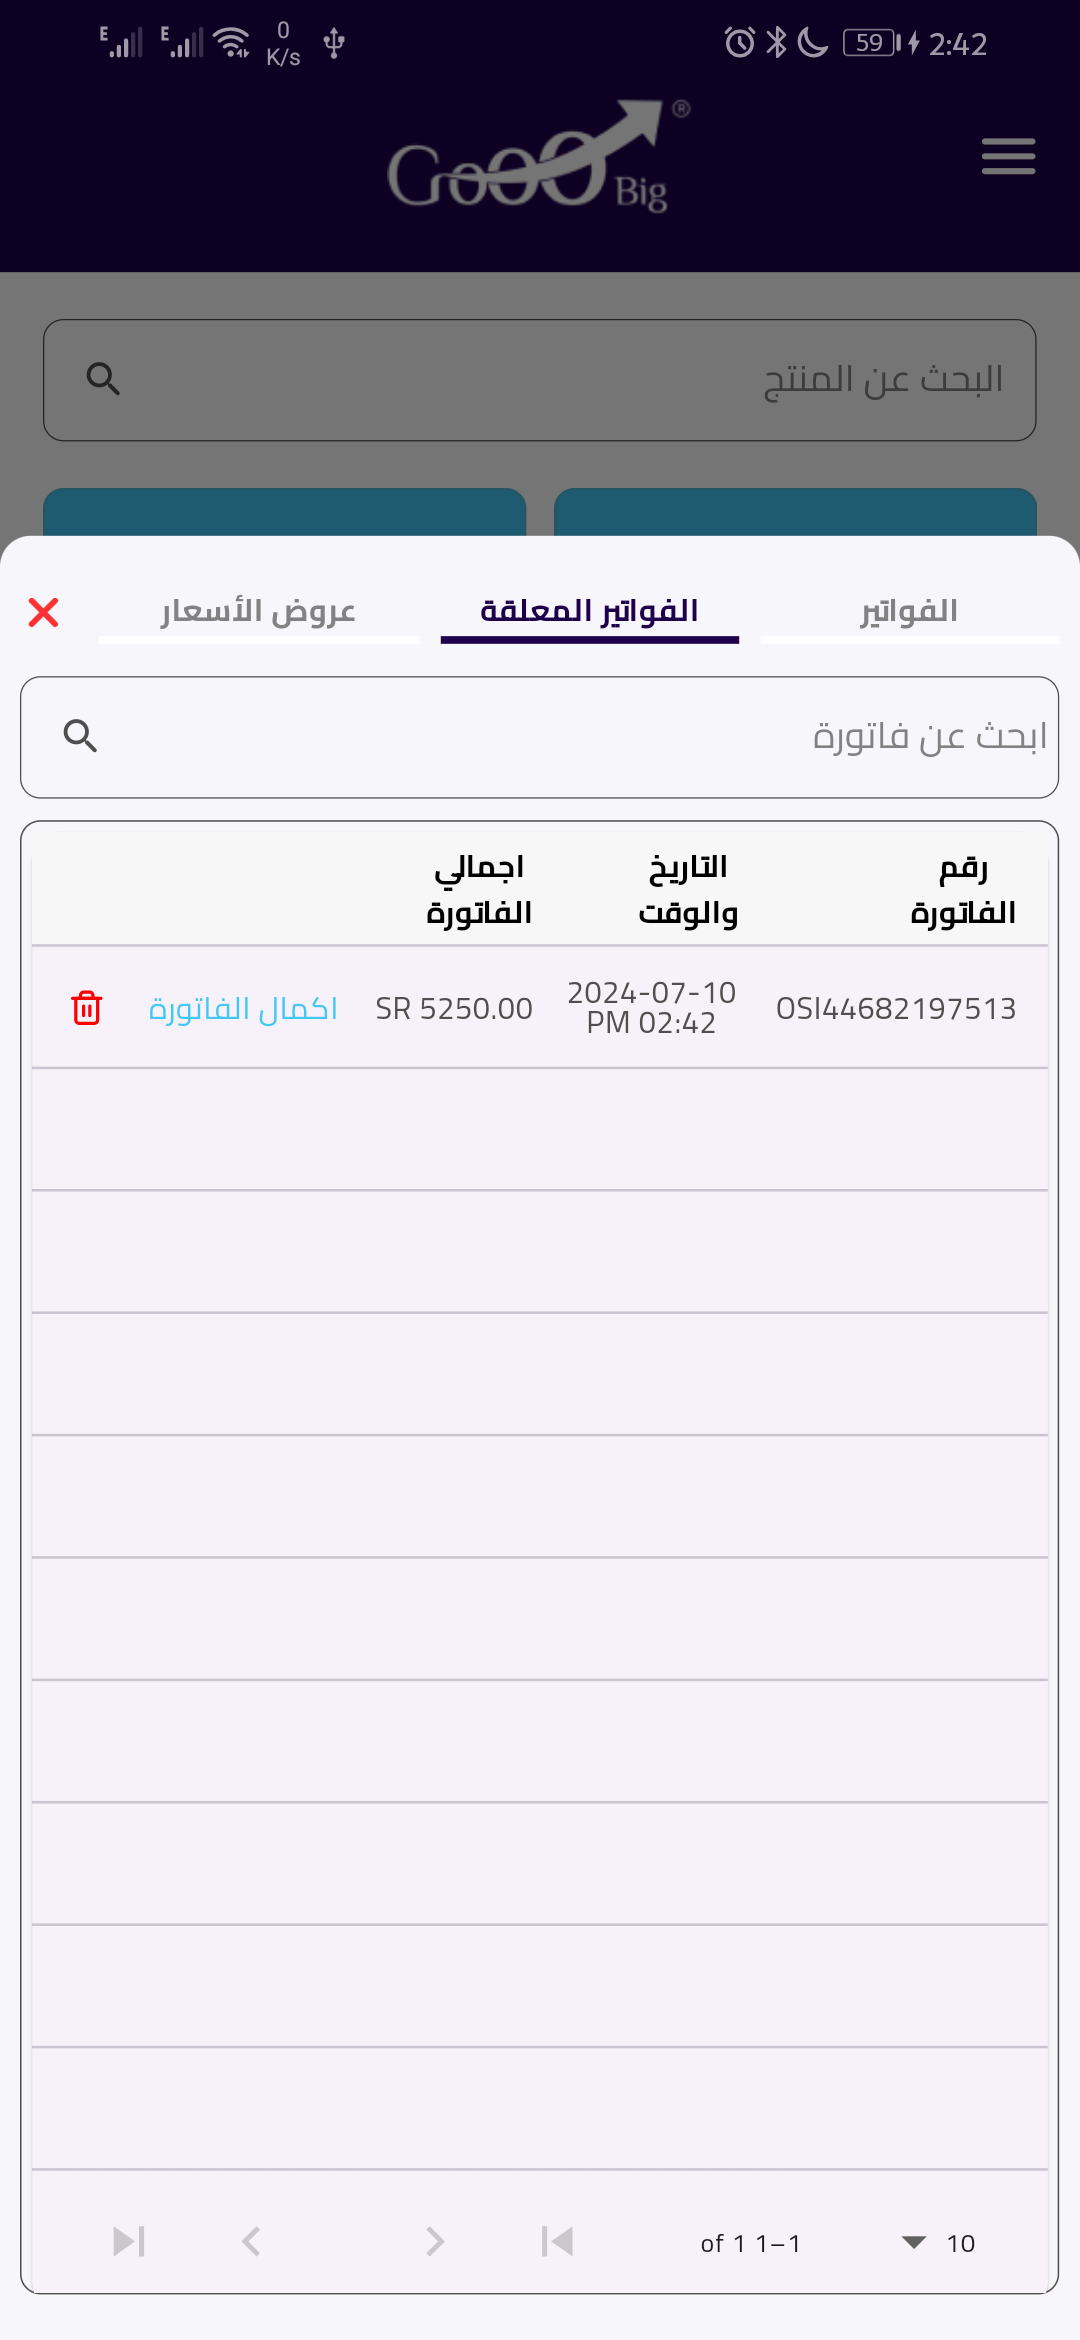 E E 0 K/s 59 2:42
GoOO Big ®
البحث عن المنتج
الفواتير الفواتير المعلقة عروض الأسعار
ابحث عن فاتورة
رقم الفاتورة التاريخ والوقت اجمالي الفاتورة
OSI44682197513 2024-07-10 PM 02:42 SR 5250.00 اكمال الفاتورة
10 of 1 1–1